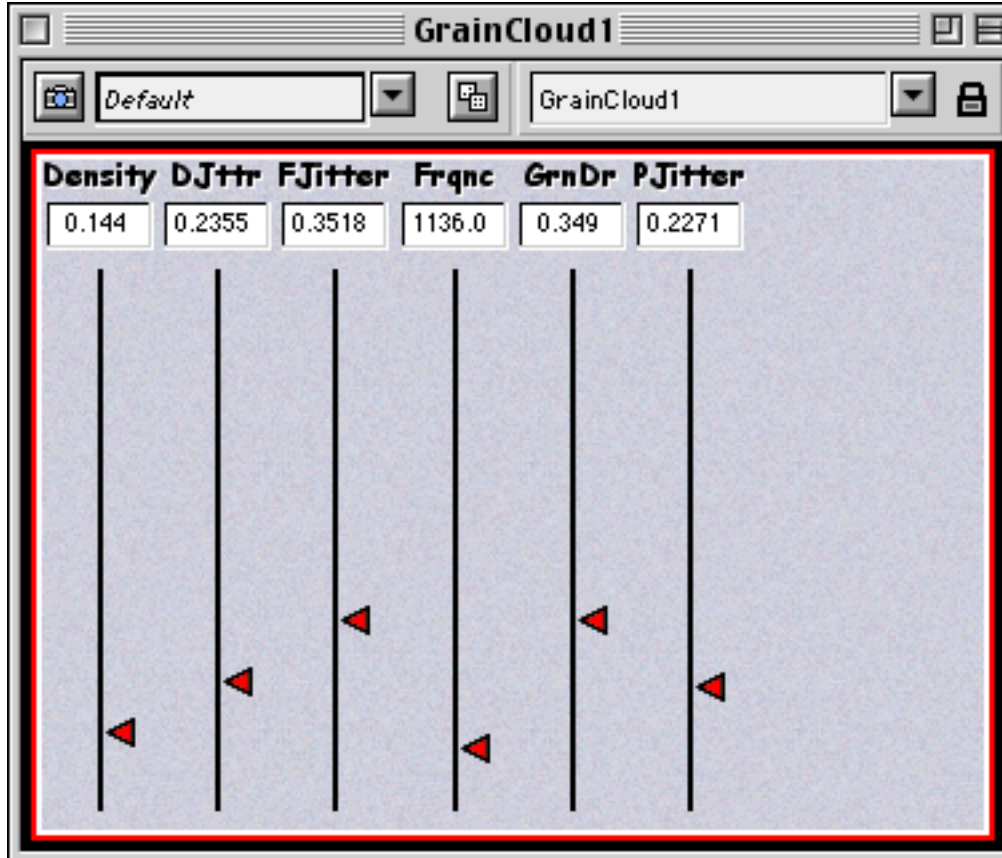 GrainCloud1
Default GrainCloud1
Density DJttr FJitter Frqnc GrnDr PJitter
0.144 0.2355 0.3518 1136.0 0.349 0.2271